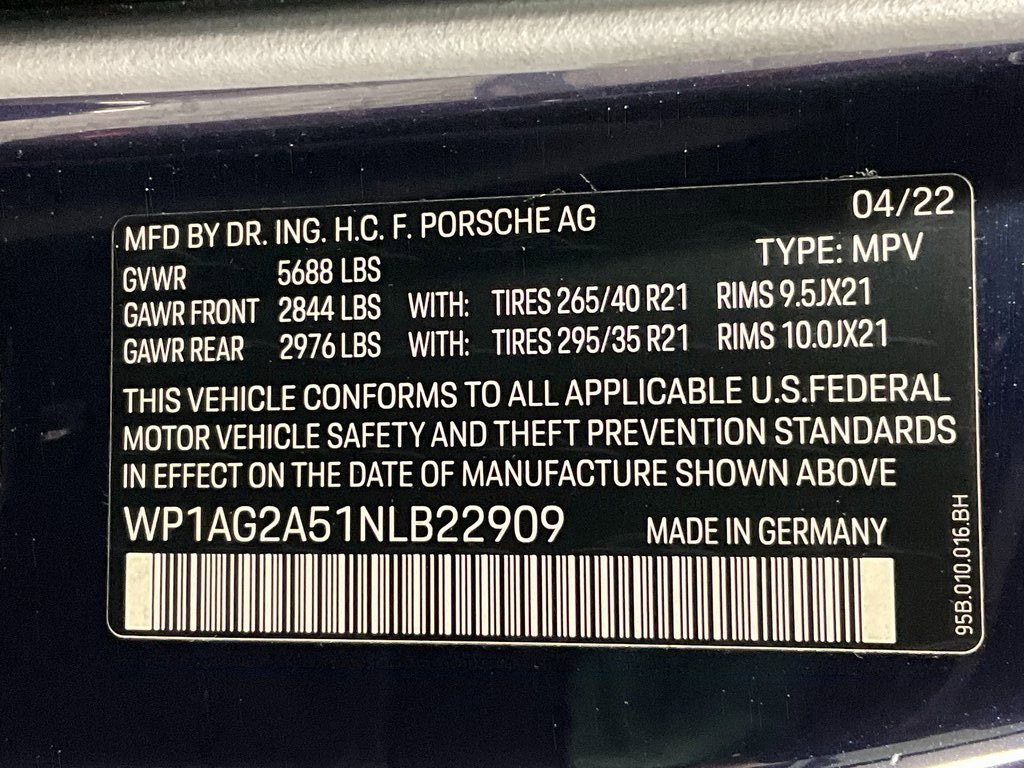 MFD BY DR. ING. H.C. F. PORSCHE AG 04/22
TYPE: MPV
GVWR 5688 LBS
GAWR FRONT 2844 LBS WITH: TIRES 265/40 R21 RIMS 9.5JX21
GAWR REAR 2976 LBS WITH: TIRES 295/35 R21 RIMS 10.0JX21
THIS VEHICLE CONFORMS TO ALL APPLICABLE U.S.FEDERAL
MOTOR VEHICLE SAFETY AND THEFT PREVENTION STANDARDS
IN EFFECT ON THE DATE OF MANUFACTURE SHOWN ABOVE
WP1AG2A51NLB22909 MADE IN GERMANY
95B.010.016.BH